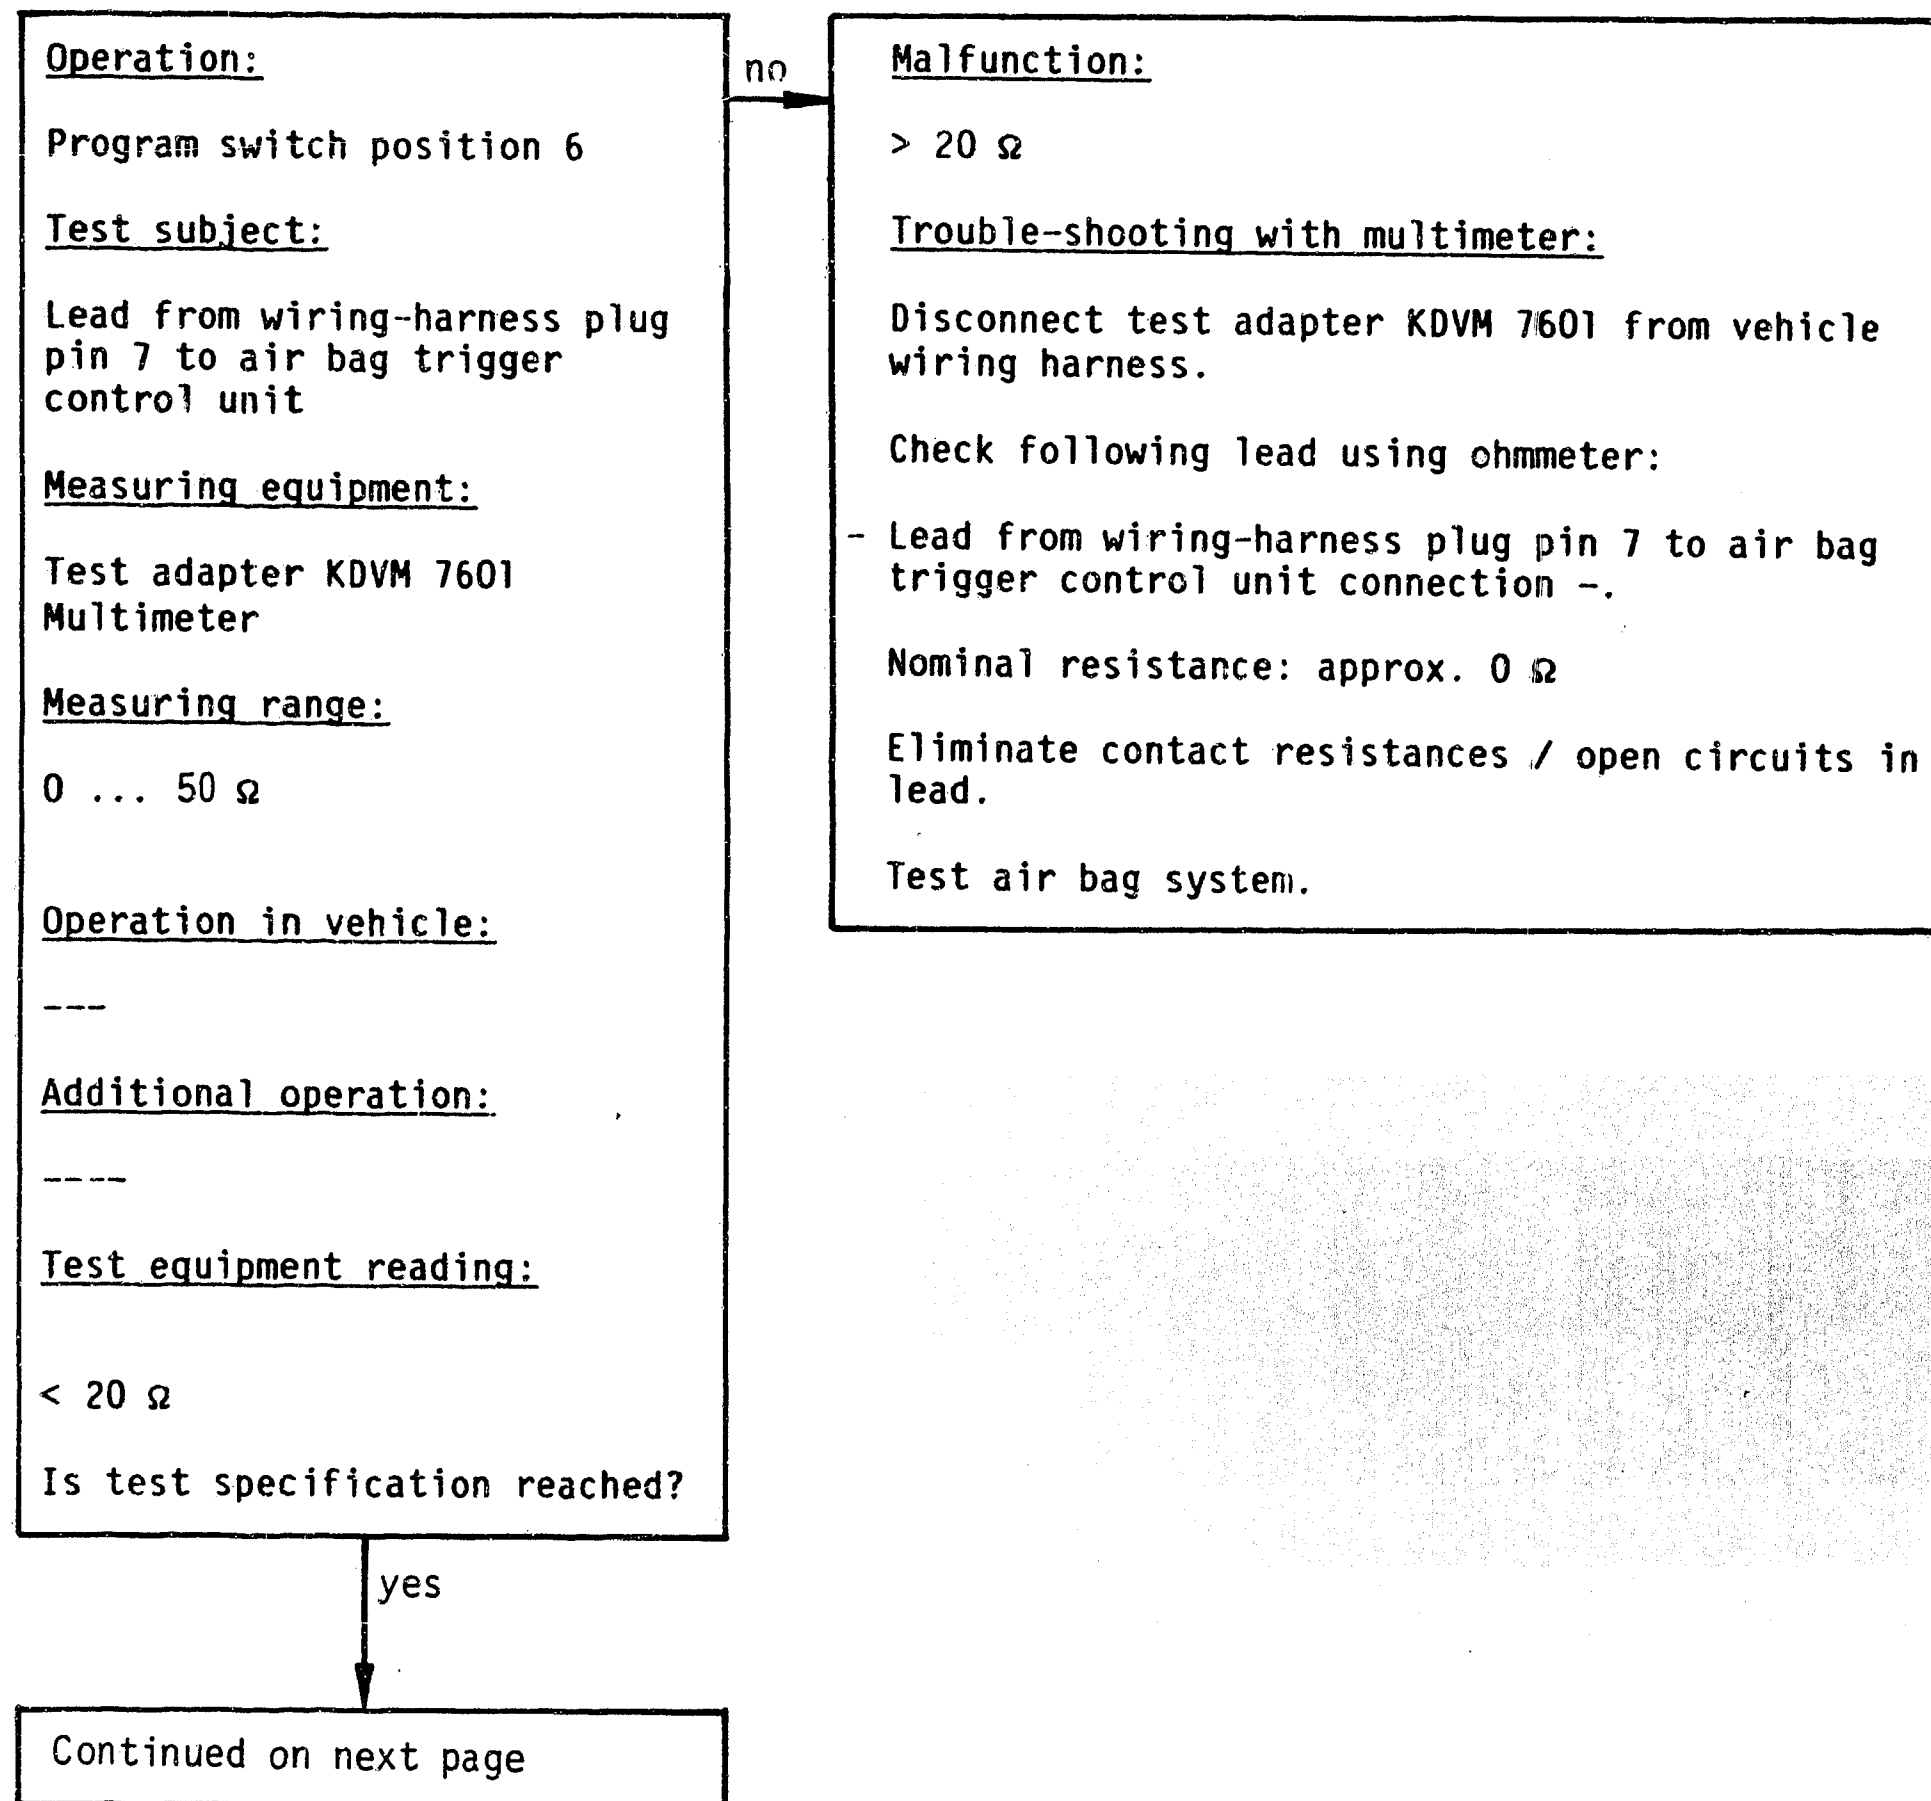 Operation:
Program switch position 6
Test subject:
Lead from wiring-harness plug
pin 7 to air bag trigger
control unit
Measuring equipment:
Test adapter KDVM 7601
Multimeter
Measuring range:
0 ... 50 Ω
Operation in vehicle:
---
Additional operation:
----
Test equipment reading:
< 20 Ω
Is test specification reached?
no
Malfunction:
> 20 Ω
Trouble-shooting with multimeter:
Disconnect test adapter KDVM 7601 from vehicle
wiring harness.
Check following lead using ohmmeter:
- Lead from wiring-harness plug pin 7 to air bag
trigger control unit connection -.
Nominal resistance: approx. 0 Ω
Eliminate contact resistances / open circuits in
lead.
Test air bag system.
yes
Continued on next page